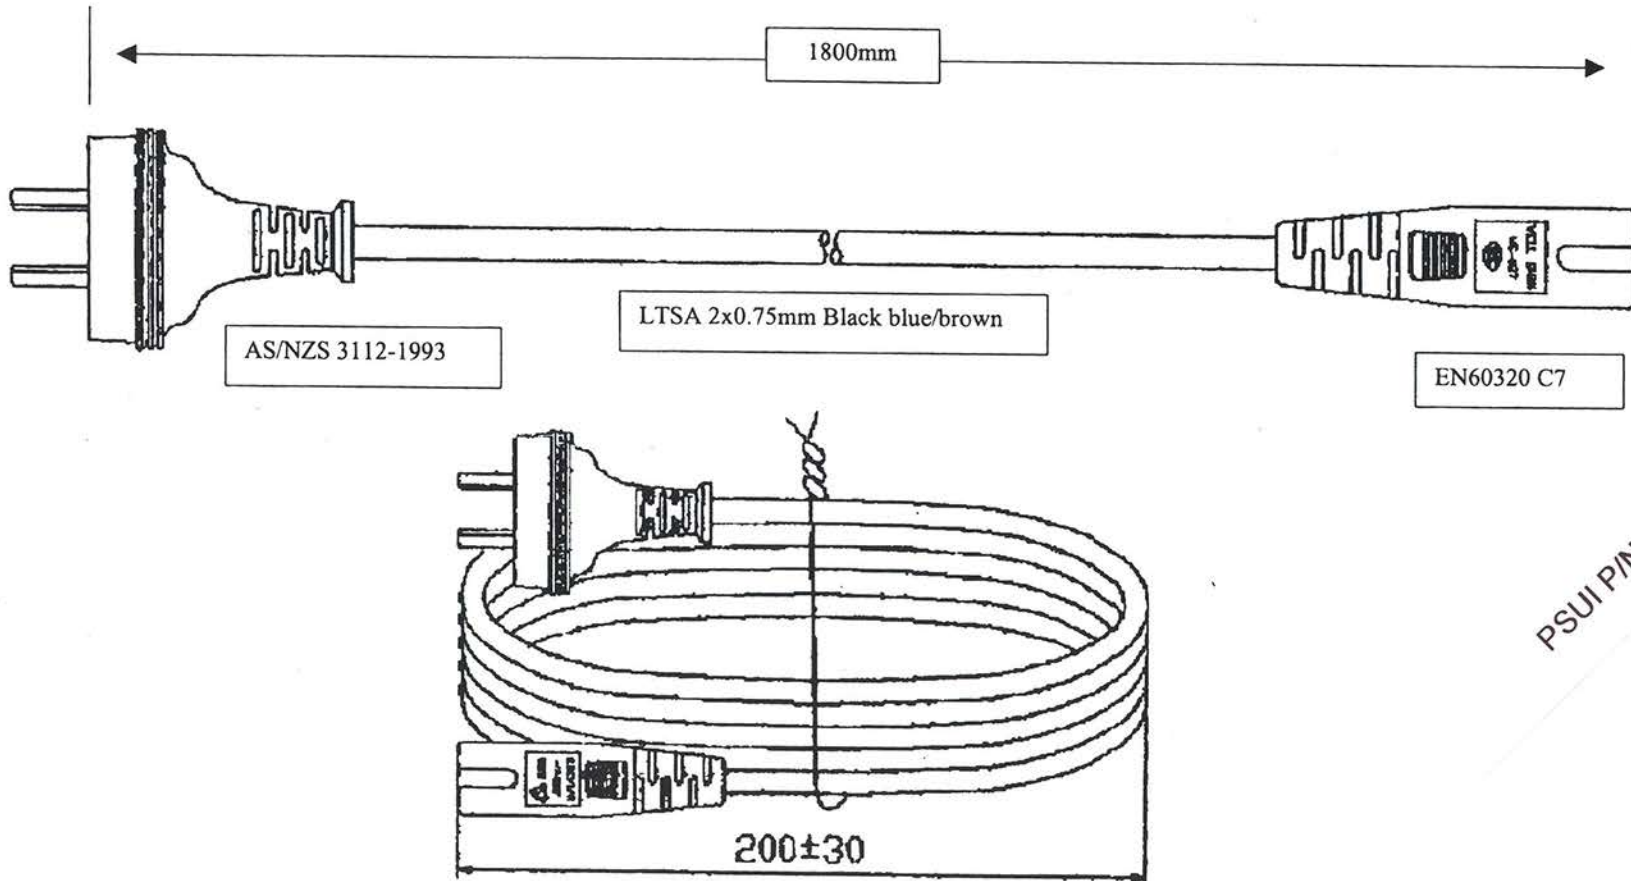 1800mm
LTSA 2x0.75mm Black blue/brown
AS/NZS 3112-1993
EN60320 C7
PSUI P/N
200±30